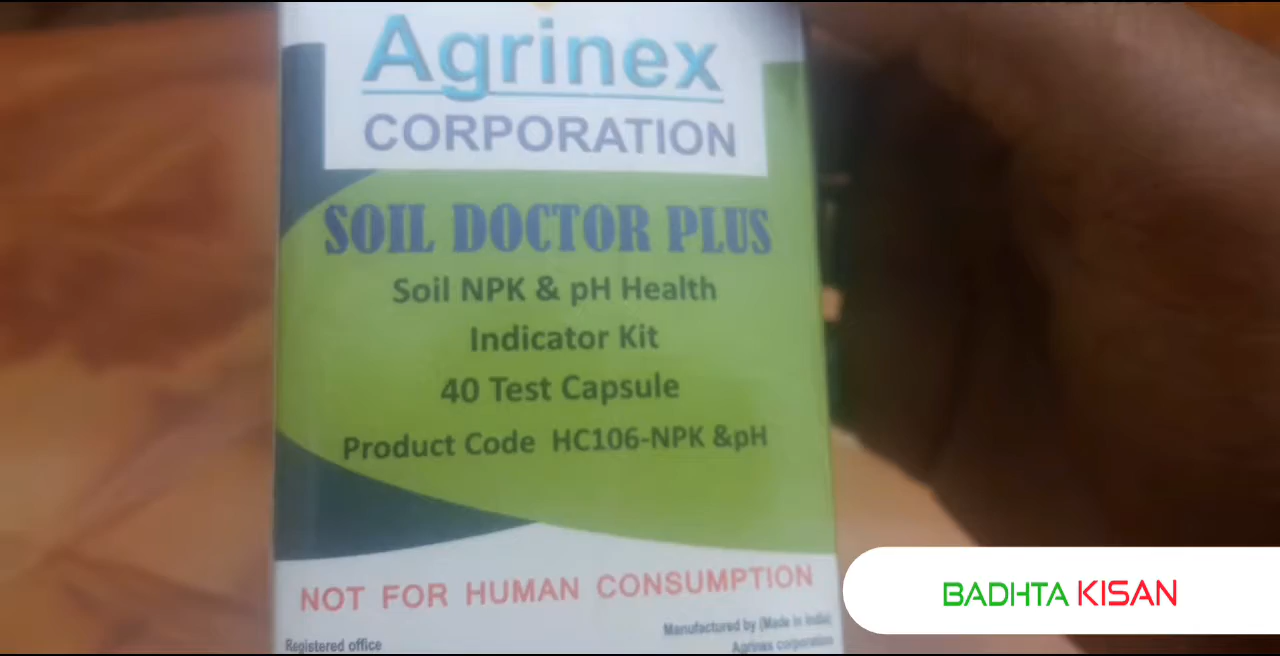 Agrinex
CORPORATION
SOIL DOCTOR PLUS
Soil NPK & pH Health
Indicator Kit
40 Test Capsule
Product Code HC106-NPK &pH
NOT FOR HUMAN CONSUMPTION
Registered office
Manufactured by (Made in India)
Agrinex corporation
BADHTA KISAN